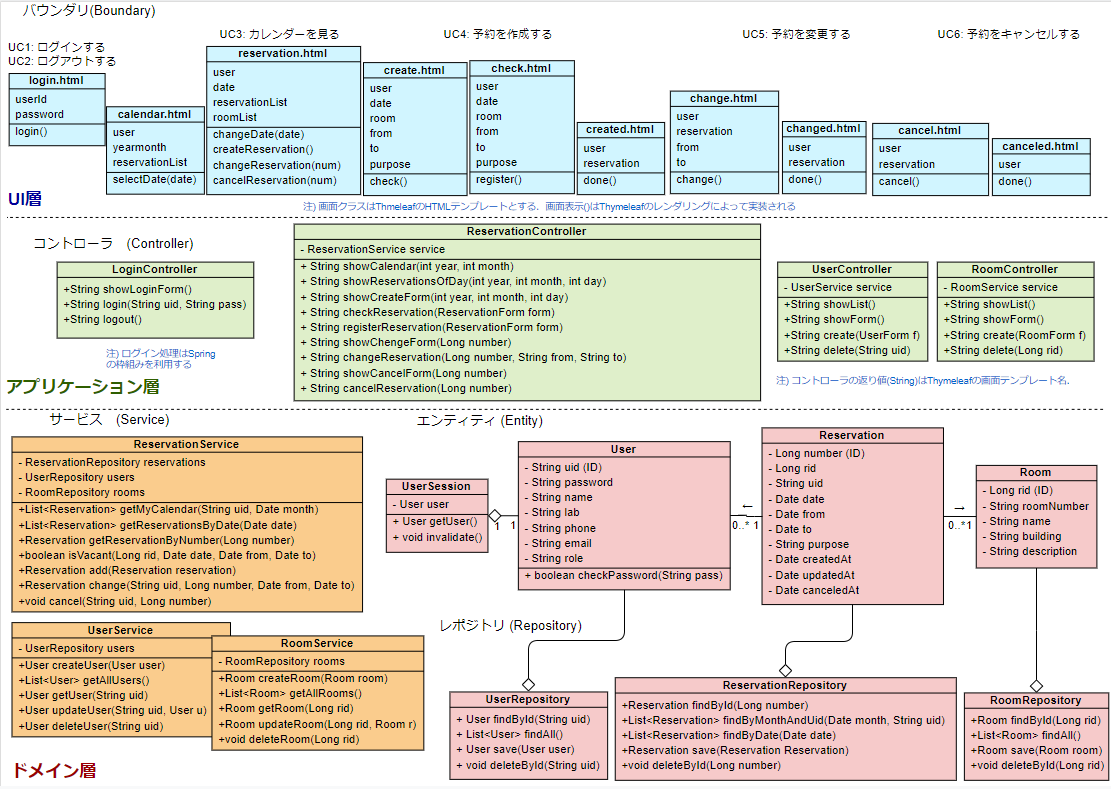 バウンダリ(Boundary)
UC1: ログインする
UC2: ログアウトする
UC3: カレンダーを見る
UC4: 予約を作成する
UC5: 予約を変更する
UC6: 予約をキャンセルする
login.html
userId
password
login()
calendar.html
user
yearmonth
reservationList
selectDate(date)
reservation.html
user
date
reservationList
roomList
changeDate(date)
createReservation()
changeReservation(num)
cancelReservation(num)
create.html
user
date
room
from
to
purpose
check()
check.html
user
date
room
from
to
purpose
register()
created.html
user
reservation
done()
change.html
user
reservation
from
to
change()
changed.html
user
reservation
done()
cancel.html
user
reservation
cancel()
canceled.html
user
done()
UI層
注) 画面クラスはThmeleafのHTMLテンプレートとする、画面表示()はThymeleafのレンダリングによって実装される
コントローラ (Controller)
LoginController
+String showLoginForm()
+String login(String uid, String pass)
+String logout()
注) ログイン処理はSpring
の枠組みを利用する
アプリケーション層
ReservationController
- ReservationService service
+ String showCalendar(int year, int month)
+ String showReservationsOfDay(int year, int month, int day)
+ String showCreateForm(int year, int month, int day)
+ String checkReservation(ReservationForm form)
+ String registerReservation(ReservationForm form)
+ String showChengeForm(Long number)
+ String changeReservation(Long number, String from, String to)
+ String showCancelForm(Long number)
+ String cancelReservation(Long number)
UserController
- UserService service
+String showList()
+String showForm()
+String create(UserForm f)
+String delete(String uid)
RoomController
- RoomService service
+String showList()
+String showForm()
+String create(RoomForm f)
+String delete(Long rid)
注) コントローラの返り値(String)はThymeleafの画面テンプレート名.
サービス (Service)
ReservationService
- ReservationRepository reservations
- UserRepository users
- RoomRepository rooms
+List<Reservation> getMyCalendar(String uid, Date month)
+List<Reservation> getReservationsByDate(Date date)
+Reservation getReservationByNumber(Long number)
+boolean isVacant(Long rid, Date date, Date from, Date to)
+Reservation add(Reservation reservation)
+Reservation change(String uid, Long number, Date from, Date to)
+void cancel(String uid, Long number)
UserService
- UserRepository users
+User createUser(User user)
+List<User> getAllUsers()
+User getUser(String uid)
+User updateUser(String uid, User u)
+User deleteUser(String uid)
RoomService
- RoomRepository rooms
+Room createRoom(Room room)
+List<Room> getAllRooms()
+Room getRoom(Long rid)
+Room updateRoom(Long rid, Room r)
+void deleteRoom(Long rid)
ドメイン層
エンティティ (Entity)
UserSession
- User user
+ User getUser()
+ void invalidate()
1 1
User
- String uid (ID)
- String password
- String name
- String lab
- String phone
- String email
- String role
+ boolean checkPassword(String pass)
←
0..* 1
Reservation
- Long number (ID)
- Long rid
- String uid
- Date date
- Date from
- Date to
- String purpose
- Date createdAt
- Date updatedAt
- Date canceledAt
→
0..*1
Room
- Long rid (ID)
- String roomNumber
- String name
- String building
- String description
レポジトリ (Repository)
UserRepository
+ User findById(String uid)
+ List<User> findAll()
+ User save(User user)
+ void deleteById(String uid)
ReservationRepository
+Reservation findById(Long number)
+List<Reservation> findByMonthAndUid(Date month, String uid)
+List<Reservation> findByDate(Date date)
+Reservation save(Reservation Reservation)
+void deleteById(Long number)
RoomRepository
+Room findById(Long rid)
+List<Room> findAll()
+Room save(Room room)
+void deleteById(Long rid)